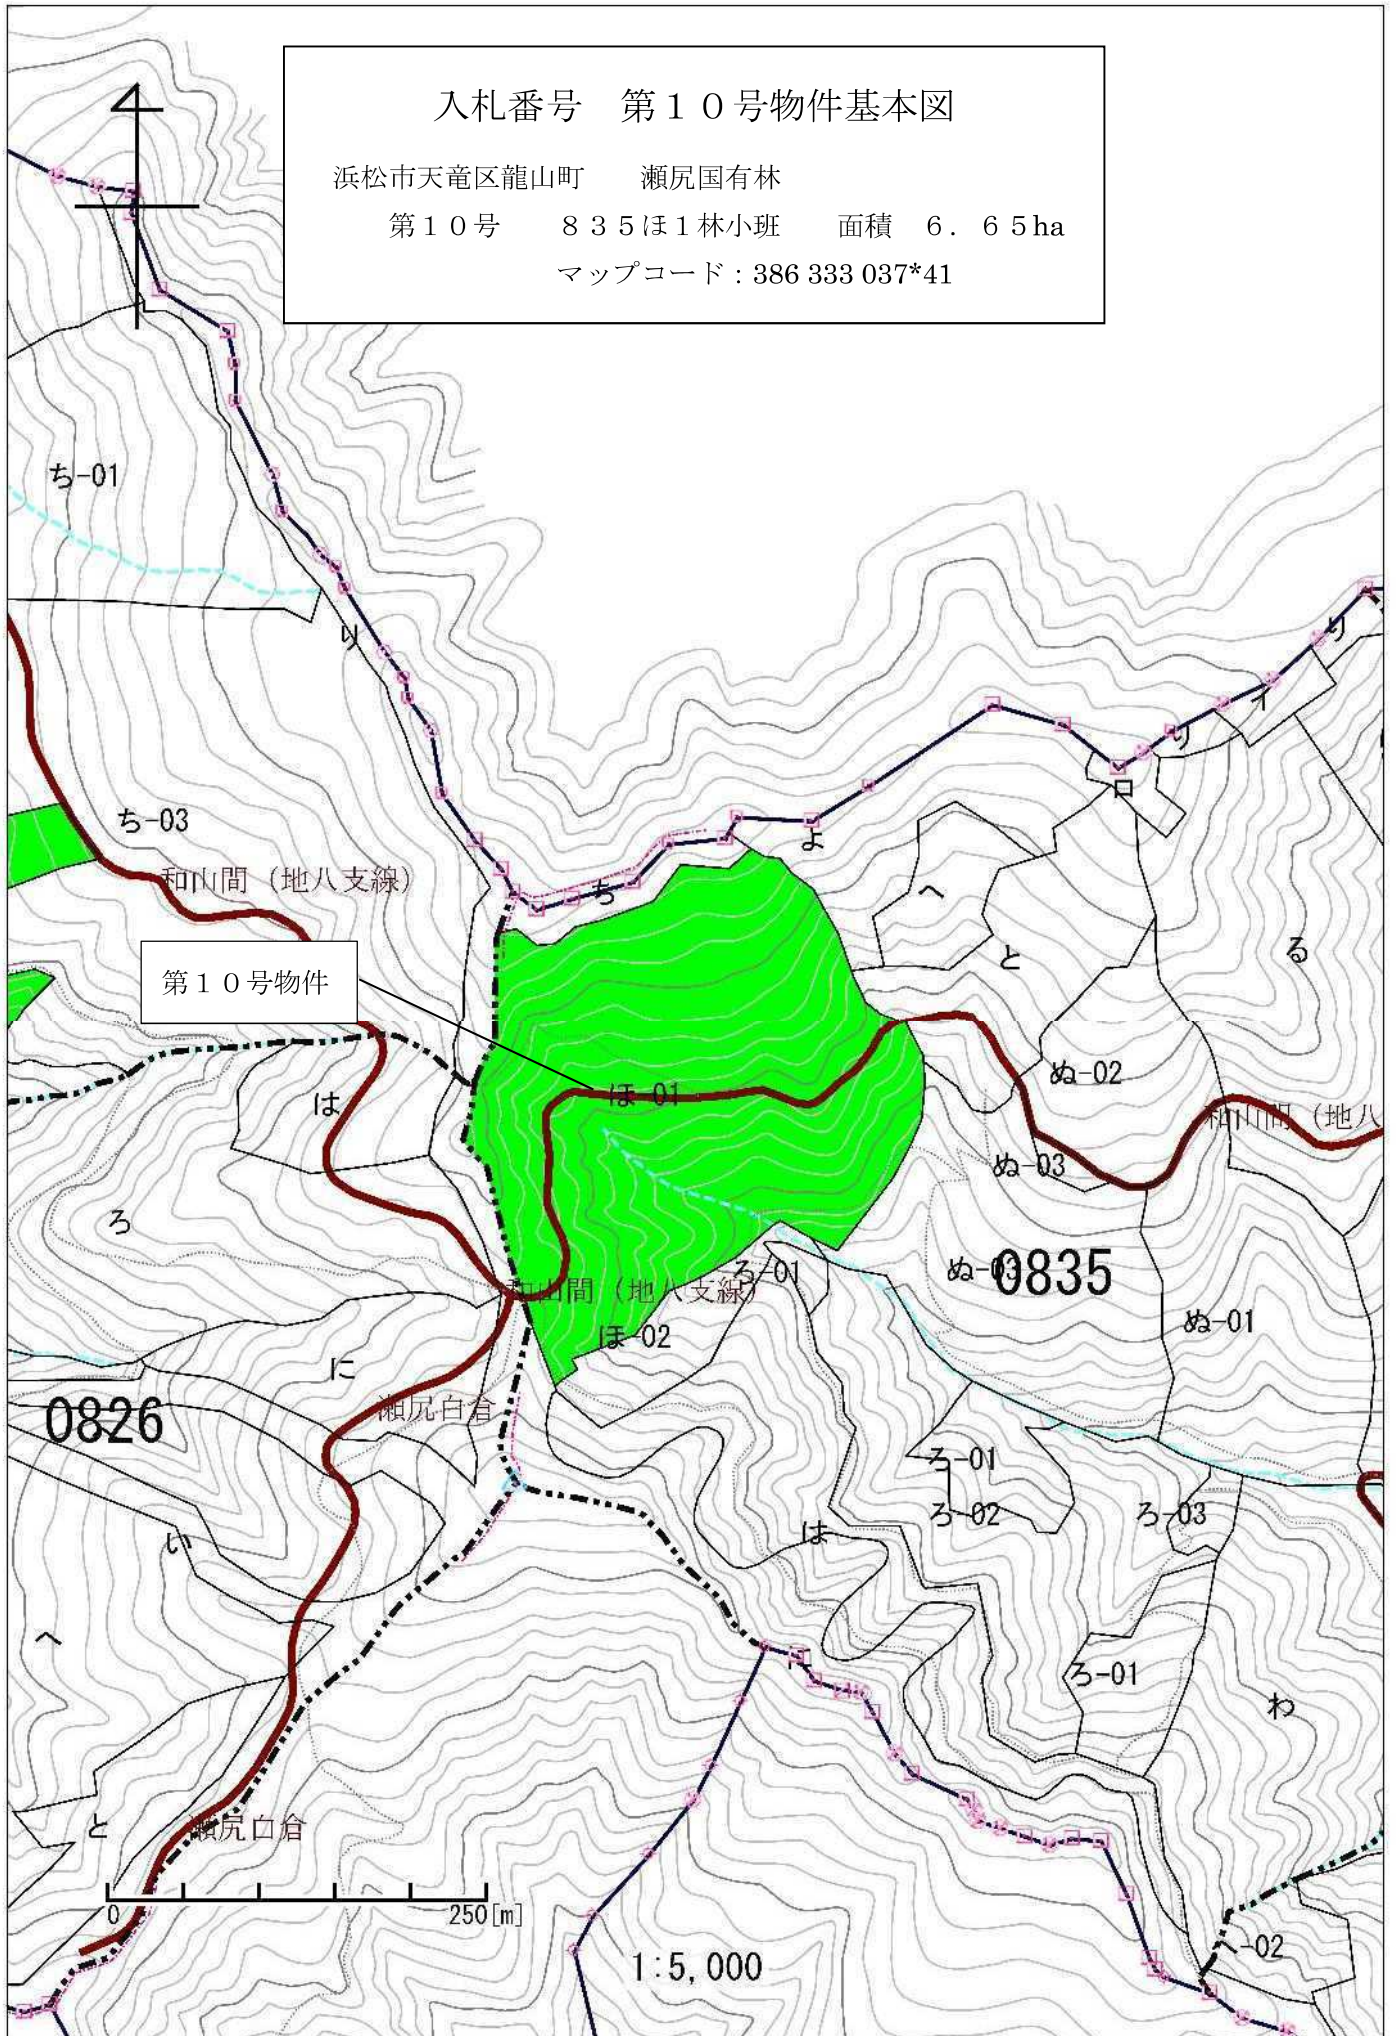 入札番号　第１０号物件基本図
浜松市天竜区龍山町　　瀬尻国有林
第１０号　　８３５ほ１林小班　　面積　６．６５ha
マップコード：386 333 037*41
ち-01
り
り
イ
り
ロ
ち-03
よ
和山間（地八支線）
ち
へ
と
る
第１０号物件
ほ-01
は
ぬ-02
和山間（地八
ぬ-03
ろ
ろ-01
ぬ-03
0835
和山間（地八支線）
ほ-02
ぬ-01
に
瀬尻白倉
0826
ろ-01
ろ-02
ろ-03
い
は
へ
に
ろ-01
わ
と
瀬尻白倉
0
250[m]
へ-02
1:5,000